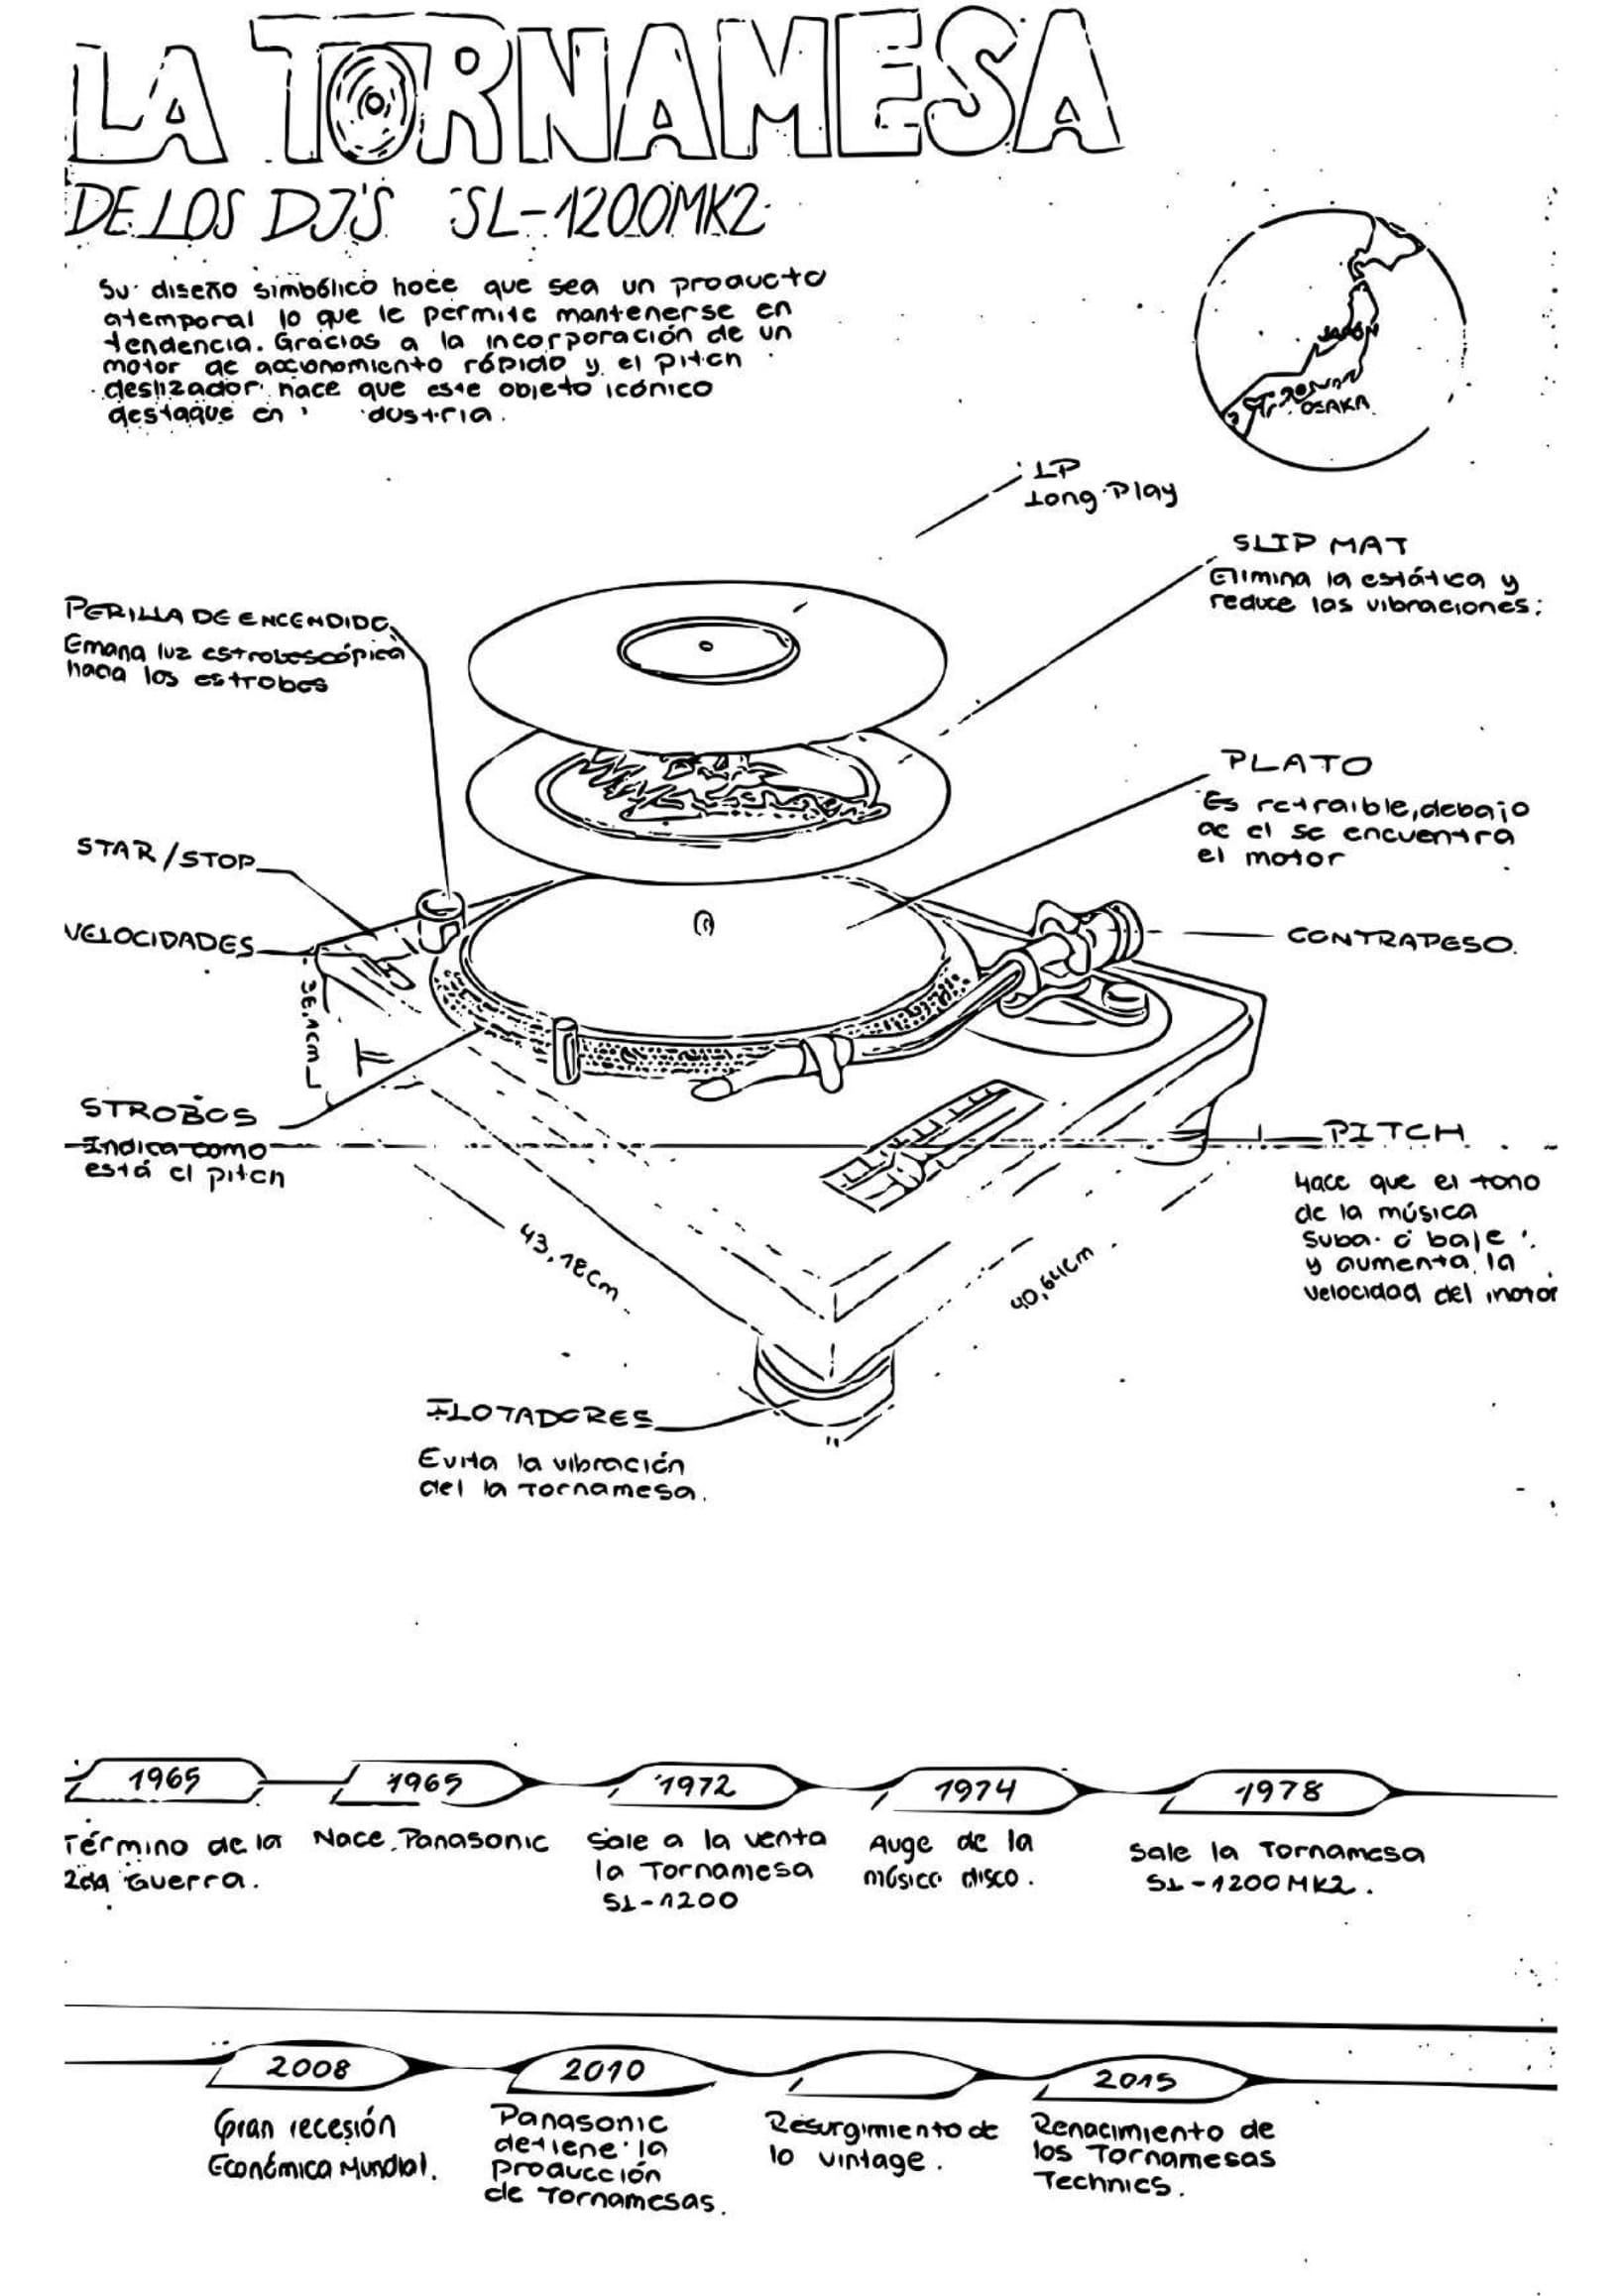 LA TORNAMESA
DE LOS DJ'S SL-1200MK2
Su diseño simbólico hace que sea un producto
atemporal lo que le permite mantenerse en
tendencia. Gracias a la incorporación de un
motor de accionamiento rápido y el pitch
deslizador hace que este objeto icónico
destaque en dustria.
JAPÓN
OSAKA
LP
Long Play
SLIP MAT
Elimina la estática y
reduce las vibraciones.
PERILLA DE ENCENDIDO
Emana luz estroboscópica
hacia los estrobos
PLATO
Es retraible, debajo
de el se encuentra
el motor
STAR/STOP
VELOCIDADES
CONTRAPESO
36,1cm
STROBOS
Indica como
está el pitch
PITCH
Hace que el tono
de la música
suba o baje
y aumenta la
velocidad del motor
43,18cm
40,64cm
FLOTADORES
Evita la vibración
del la Tornamesa.
1965
1965
1972
1974
1978
Término de la
2da Guerra.
Nace Panasonic
Sale a la venta
la Tornamesa
SL-1200
Auge de la
música disco.
Sale la Tornamesa
SL-1200MK2.
2008
2010
2015
Gran recesión
Económica Mundial.
Panasonic
detiene la
producción
de Tornamesas.
Resurgimiento de
lo vintage.
Renacimiento de
los Tornamesas
Technics.